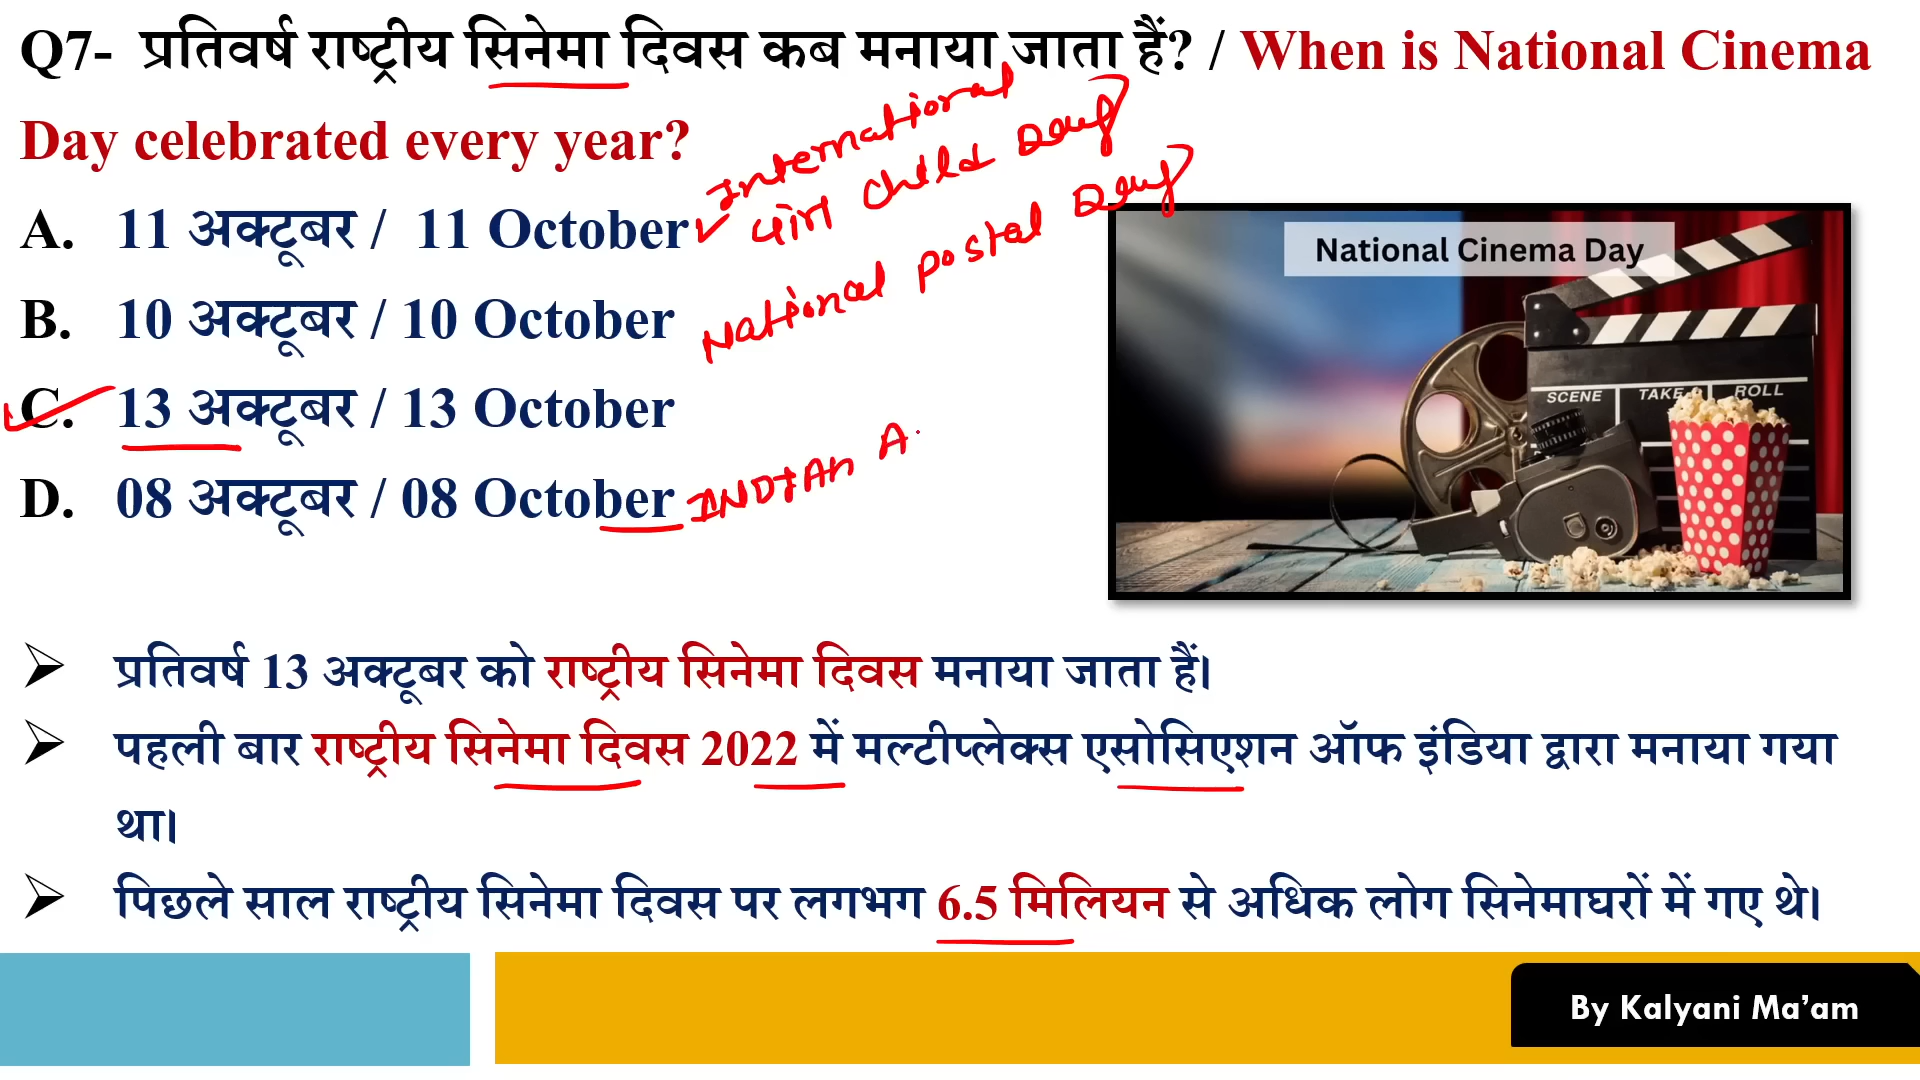 Q7- प्रतिवर्ष राष्ट्रीय सिनेमा दिवस कब मनाया जाता हैं? / When is National Cinema
Day celebrated every year?
A. 11 अक्टूबर / 11 October
International
Girl Child Day
B. 10 अक्टूबर / 10 October
National Postal Day
C. 13 अक्टूबर / 13 October
D. 08 अक्टूबर / 08 October
INDIAn A
National Cinema Day
SCENE TAKE ROLL
प्रतिवर्ष 13 अक्टूबर को राष्ट्रीय सिनेमा दिवस मनाया जाता हैं।
पहली बार राष्ट्रीय सिनेमा दिवस 2022 में मल्टीप्लेक्स एसोसिएशन ऑफ इंडिया द्वारा मनाया गया
था।
पिछले साल राष्ट्रीय सिनेमा दिवस पर लगभग 6.5 मिलियन से अधिक लोग सिनेमाघरों में गए थे।
By Kalyani Ma’am